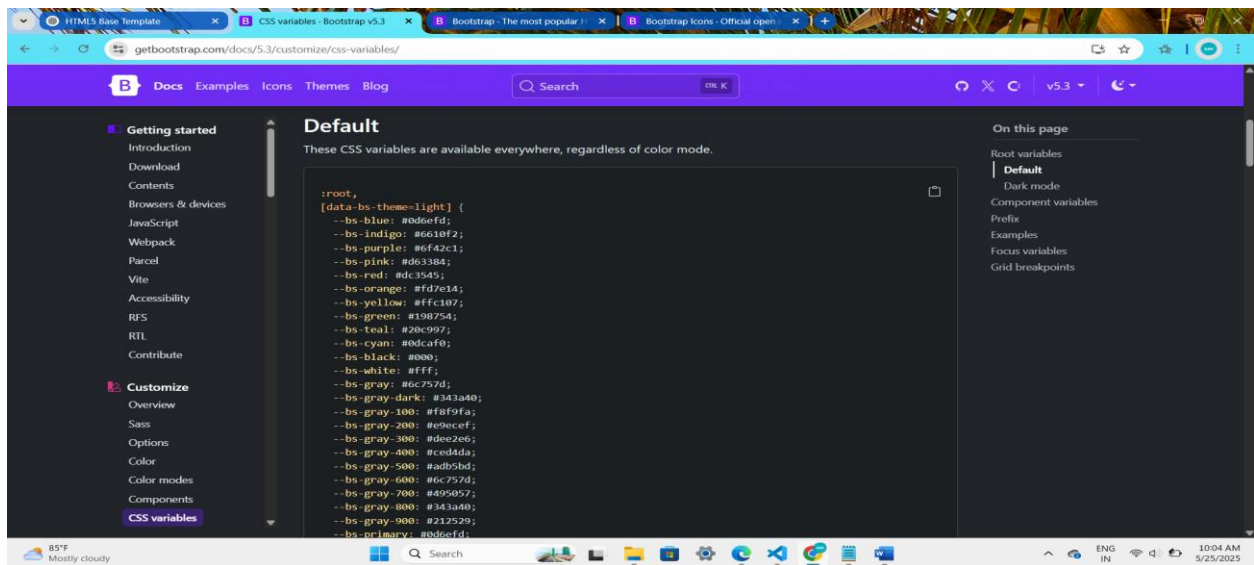 HTML5 Base Template
CSS variables · Bootstrap v5.3
Bootstrap · The most popular H
Bootstrap Icons · Official open
getbootstrap.com/docs/5.3/customize/css-variables/
B Docs Examples Icons Themes Blog
Search CTRL K
v5.3
Getting started
Introduction
Download
Contents
Browsers & devices
JavaScript
Webpack
Parcel
Vite
Accessibility
RFS
RTL
Contribute
Customize
Overview
Sass
Options
Color
Color modes
Components
CSS variables
Default
These CSS variables are available everywhere, regardless of color mode.
:root,
[data-bs-theme=light] {
--bs-blue: #0d6efd;
--bs-indigo: #6610f2;
--bs-purple: #6f42c1;
--bs-pink: #d63384;
--bs-red: #dc3545;
--bs-orange: #fd7e14;
--bs-yellow: #ffc107;
--bs-green: #198754;
--bs-teal: #20c997;
--bs-cyan: #0dcaf0;
--bs-black: #000;
--bs-white: #fff;
--bs-gray: #6c757d;
--bs-gray-dark: #343a40;
--bs-gray-100: #f8f9fa;
--bs-gray-200: #e9ecef;
--bs-gray-300: #dee2e6;
--bs-gray-400: #ced4da;
--bs-gray-500: #adb5bd;
--bs-gray-600: #6c757d;
--bs-gray-700: #495057;
--bs-gray-800: #343a40;
--bs-gray-900: #212529;
--bs-primary: #0d6efd;
On this page
Root variables
Default
Dark mode
Component variables
Prefix
Examples
Focus variables
Grid breakpoints
85°F
Mostly cloudy
Search
ENG
IN
10:04 AM
5/25/2025